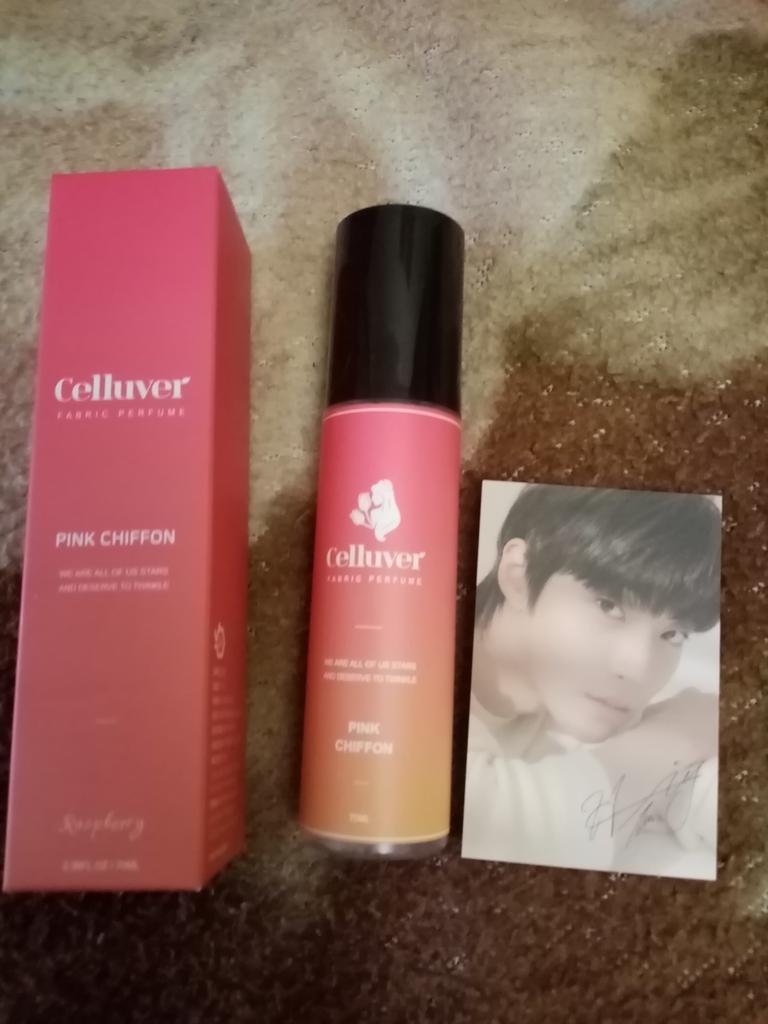 Celluver
FABRIC PERFUME
PINK CHIFFON
WE ARE ALL OF US STARS
AND DESERVE TO TWINKLE
Raspberry
Celluver
FABRIC PERFUME
WE ARE ALL OF US STARS
AND DESERVE TO TWINKLE
PINK
CHIFFON
70ML